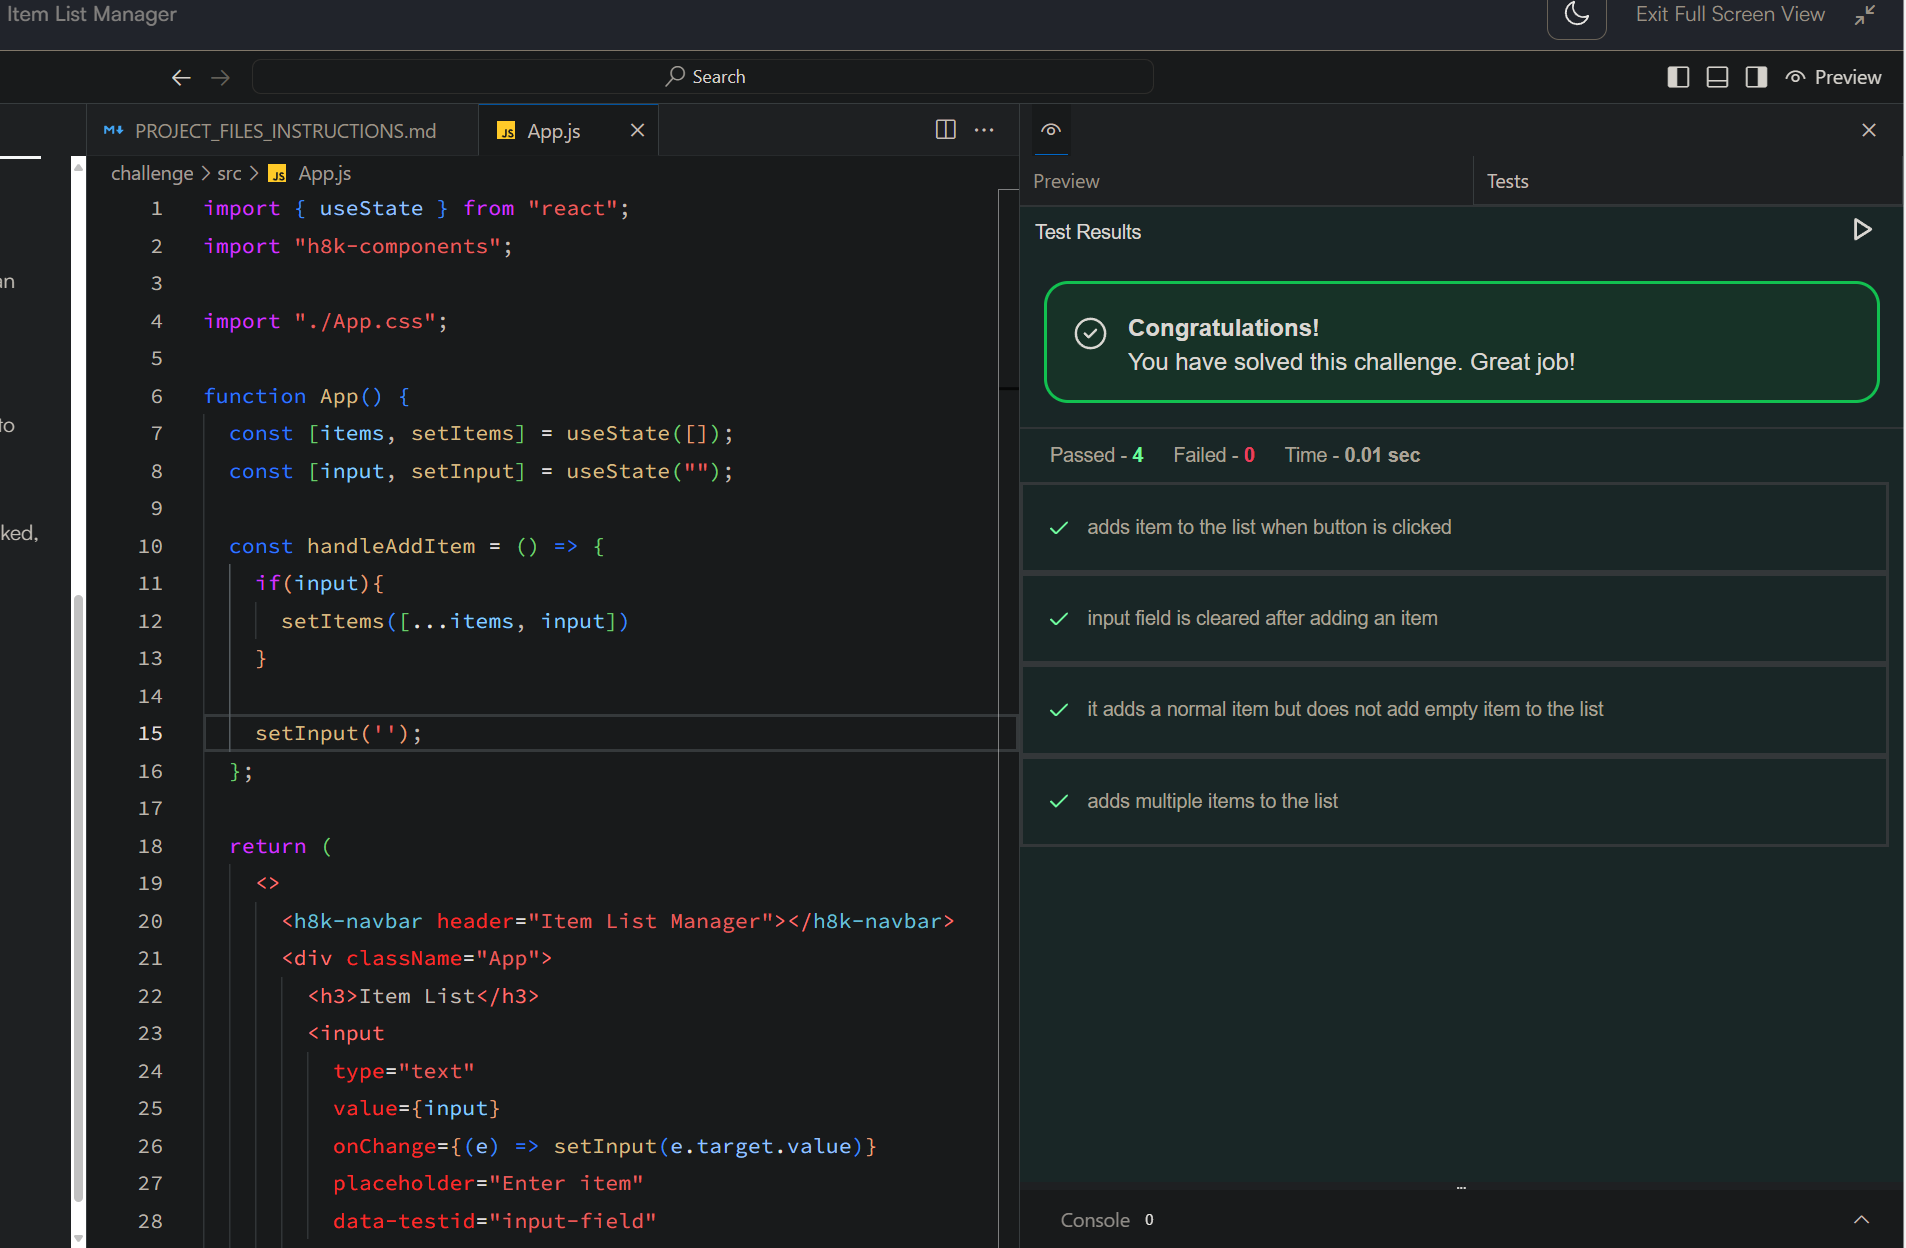 Item List Manager
Exit Full Screen View
Search
Preview
PROJECT_FILES_INSTRUCTIONS.md
JS App.js
challenge > src > JS App.js
an
to
ked,
1 import { useState } from "react";
2 import "h8k-components";
3
4 import "./App.css";
5
6 function App() {
7 const [items, setItems] = useState([]);
8 const [input, setInput] = useState("");
9
10 const handleAddItem = () => {
11 if(input){
12 setItems([...items, input])
13 }
14
15 setInput('');
16 };
17
18 return (
19 <>
20 <h8k-navbar header="Item List Manager"></h8k-navbar>
21 <div className="App">
22 <h3>Item List</h3>
23 <input
24 type="text"
25 value={input}
26 onChange={(e) => setInput(e.target.value)}
27 placeholder="Enter item"
28 data-testid="input-field"
Preview
Tests
Test Results
Congratulations!
You have solved this challenge. Great job!
Passed - 4 Failed - 0 Time - 0.01 sec
adds item to the list when button is clicked
input field is cleared after adding an item
it adds a normal item but does not add empty item to the list
adds multiple items to the list
Console 0